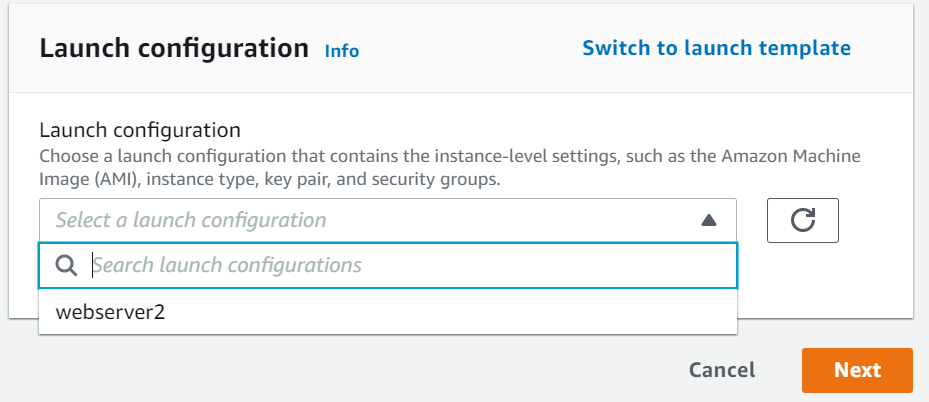 Launch configuration Info Switch to launch template
Launch configuration
Choose a launch configuration that contains the instance-level settings, such as the Amazon Machine
Image (AMI), instance type, key pair, and security groups.
Select a launch configuration
Search launch configurations
webserver2
Cancel Next